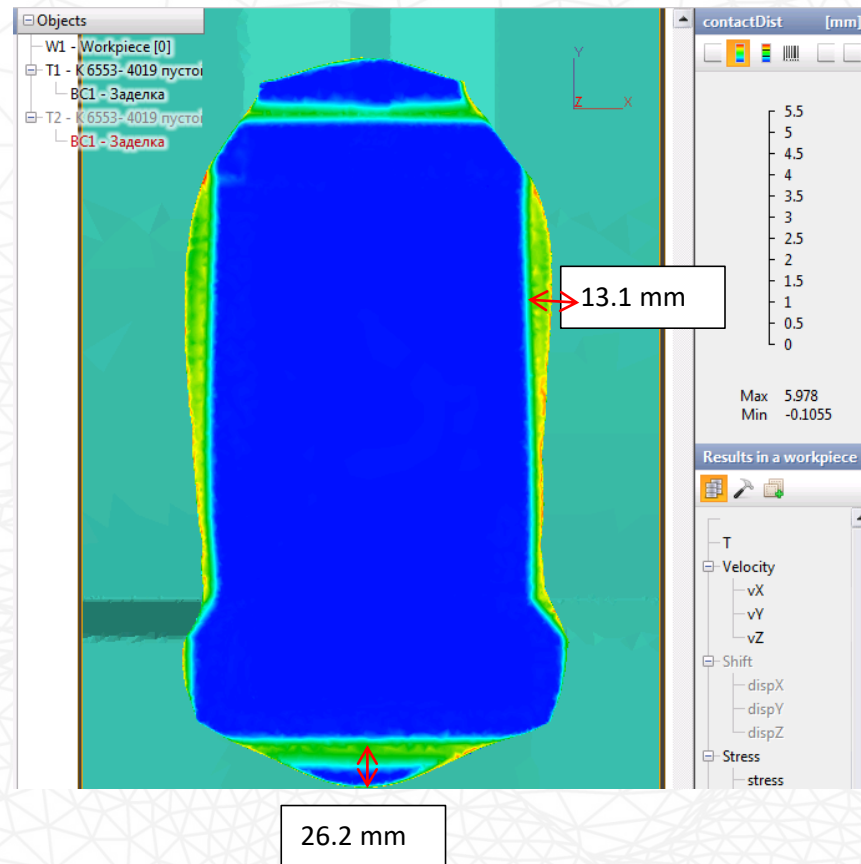 Objects
W1 - Workpiece [0]
T1 - К 6553- 4019 пустои
BC1 - Заделка
T2 - К 6553- 4019 пустои
BC1 - Заделка
Y
Z X
13.1 mm
26.2 mm
contactDist [mm]
5.5
5
4.5
4
3.5
3
2.5
2
1.5
1
0.5
0
Max 5.978
Min -0.1055
Results in a workpiece
T
Velocity
vX
vY
vZ
Shift
dispX
dispY
dispZ
Stress
stress